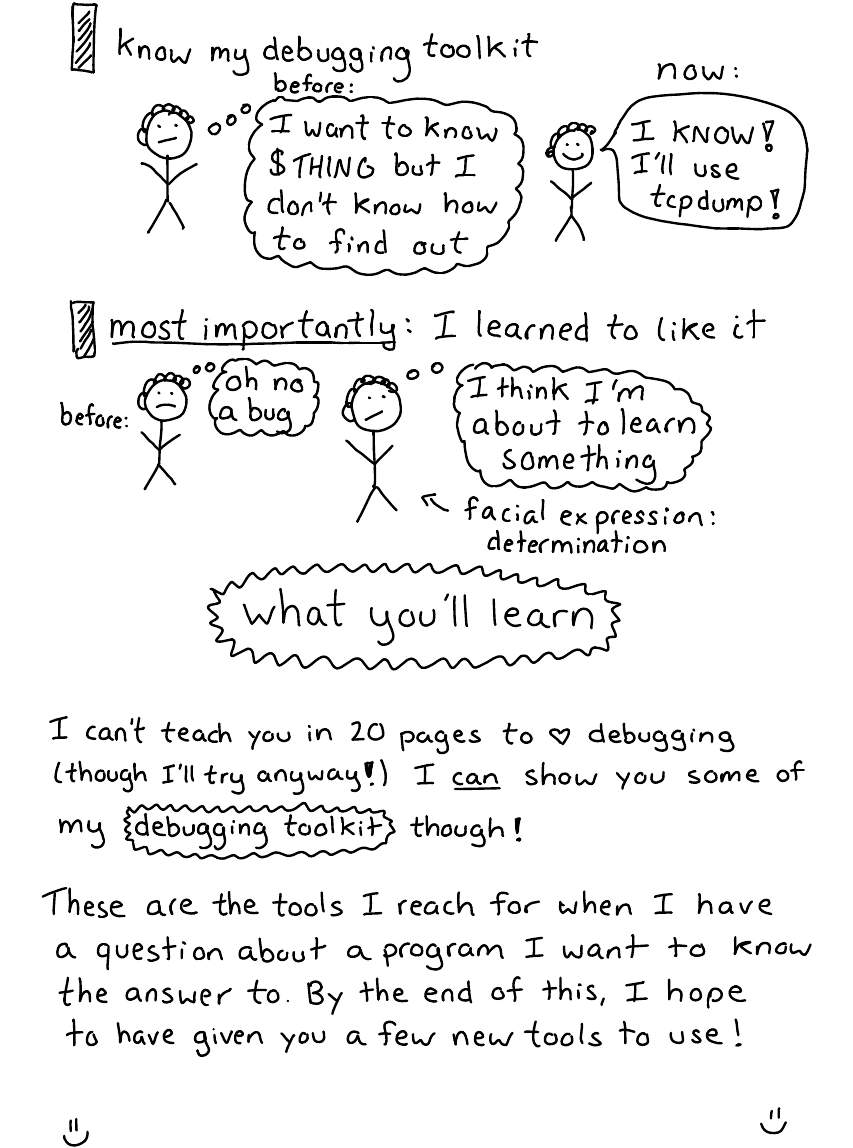 know my debugging toolkit
before:
I want to know
$THING but I
don't know how
to find out
now:
I KNOW!
I'll use
tcpdump!
most importantly: I learned to like it
before:
oh no
a bug
I think I'm
about to learn
something
facial expression:
determination
what you'll learn
I can't teach you in 20 pages to ♡ debugging
(though I'll try anyway!) I can show you some of
my debugging toolkit though!
These are the tools I reach for when I have
a question about a program I want to know
the answer to. By the end of this, I hope
to have given you a few new tools to use!